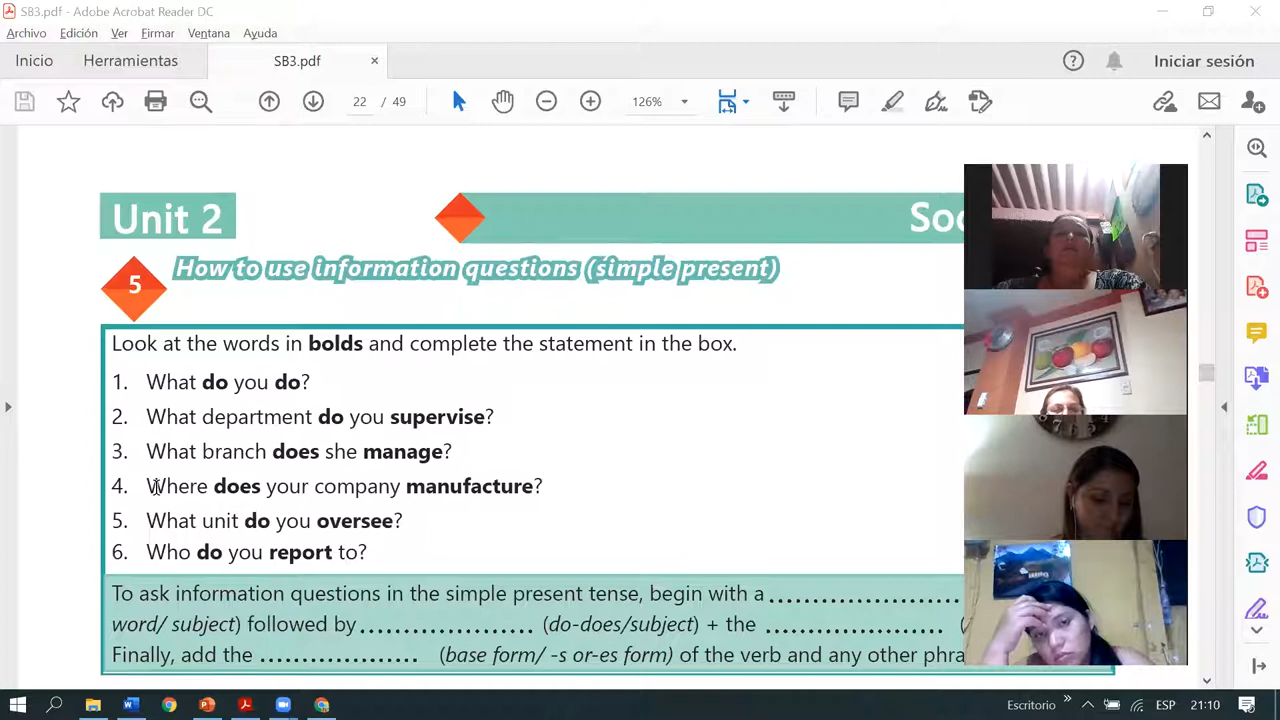 SB3.pdf - Adobe Acrobat Reader DC
Archivo Edición Ver Firmar Ventana Ayuda
Inicio Herramientas SB3.pdf × Iniciar sesión
22 / 49 126%
Unit 2 Soc
5 How to use information questions (simple present)
Look at the words in bolds and complete the statement in the box.
1. What do you do?
2. What department do you supervise?
3. What branch does she manage?
4. Where does your company manufacture?
5. What unit do you oversee?
6. Who do you report to?
To ask information questions in the simple present tense, begin with a ........................
word/ subject) followed by...................... (do-does/subject) + the ...................... (
Finally, add the .................... (base form/ -s or-es form) of the verb and any other phra
Escritorio » ESP 21:10